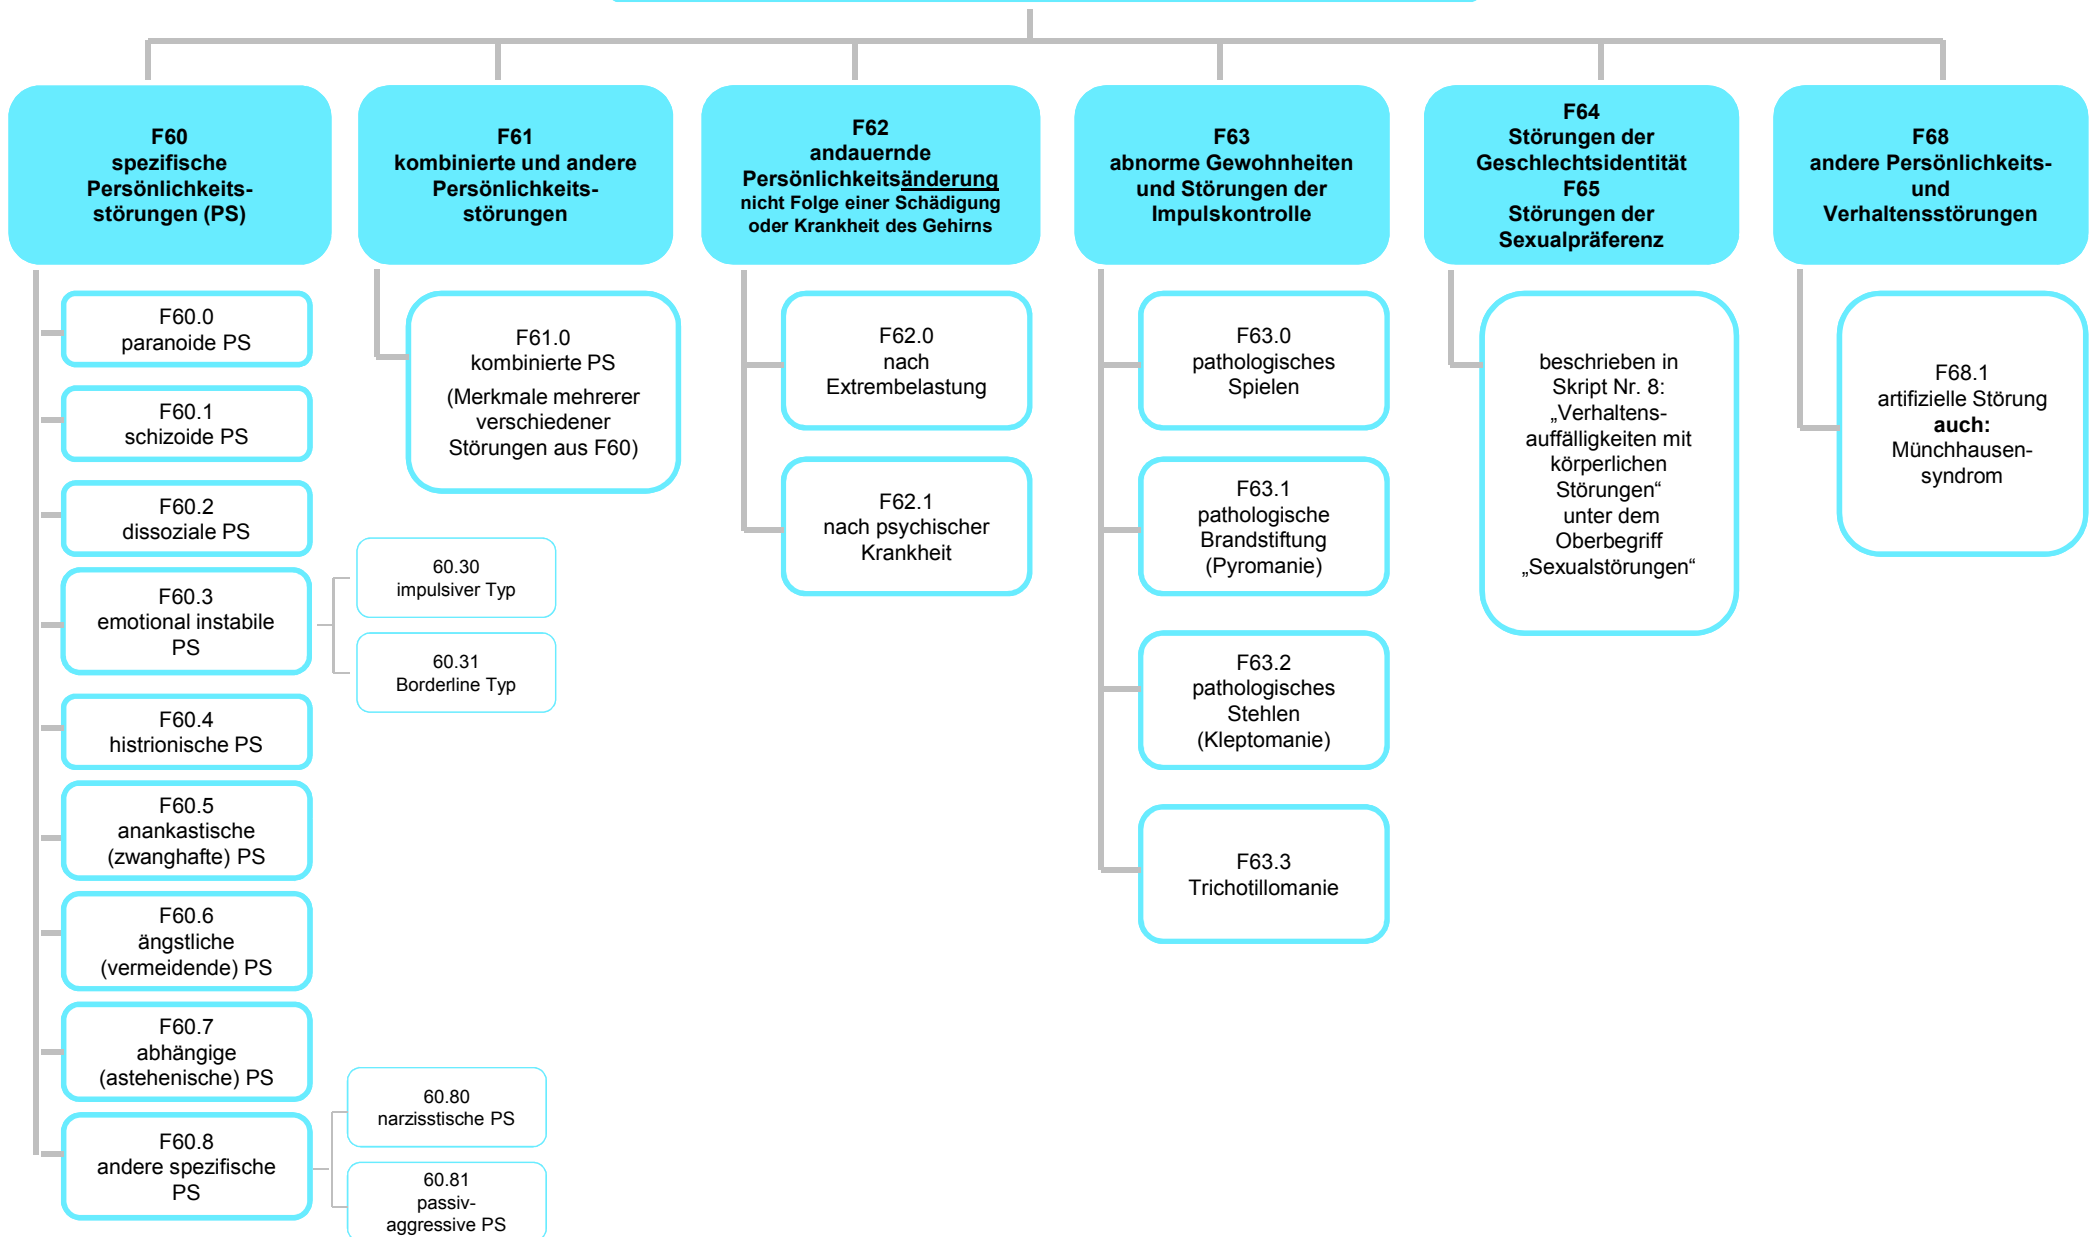 F60
spezifische
Persönlichkeits-
störungen (PS)
F60.0
paranoide PS
F60.1
schizoide PS
F60.2
dissoziale PS
F60.3
emotional instabile
PS
60.30
impulsiver Typ
60.31
Borderline Typ
F60.4
histrionische PS
F60.5
anankastische
(zwanghafte) PS
F60.6
ängstliche
(vermeidende) PS
F60.7
abhängige
(astehenische) PS
F60.8
andere spezifische
PS
60.80
narzisstische PS
60.81
passiv-
aggressive PS
F61
kombinierte und andere
Persönlichkeits-
störungen
F61.0
kombinierte PS
(Merkmale mehrerer
verschiedener
Störungen aus F60)
F62
andauernde
Persönlichkeitsänderung
nicht Folge einer Schädigung
oder Krankheit des Gehirns
F62.0
nach
Extrembelastung
F62.1
nach psychischer
Krankheit
F63
abnorme Gewohnheiten
und Störungen der
Impulskontrolle
F63.0
pathologisches
Spielen
F63.1
pathologische
Brandstiftung
(Pyromanie)
F63.2
pathologisches
Stehlen
(Kleptomanie)
F63.3
Trichotillomanie
F64
Störungen der
Geschlechtsidentität
F65
Störungen der
Sexualpräferenz
beschrieben in
Skript Nr. 8:
„Verhaltens-
auffälligkeiten mit
körperlichen
Störungen“
unter dem
Oberbegriff
„Sexualstörungen“
F68
andere Persönlichkeits-
und
Verhaltensstörungen
F68.1
artifizielle Störung
auch:
Münchhausen-
syndrom